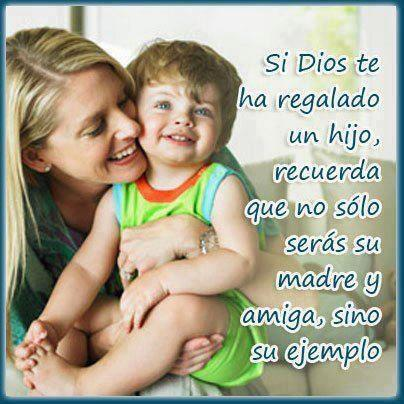 Si Dios te
ha regalado
un hijo,
recuerda
que no sólo
serás su
madre y
amiga, sino
su ejemplo